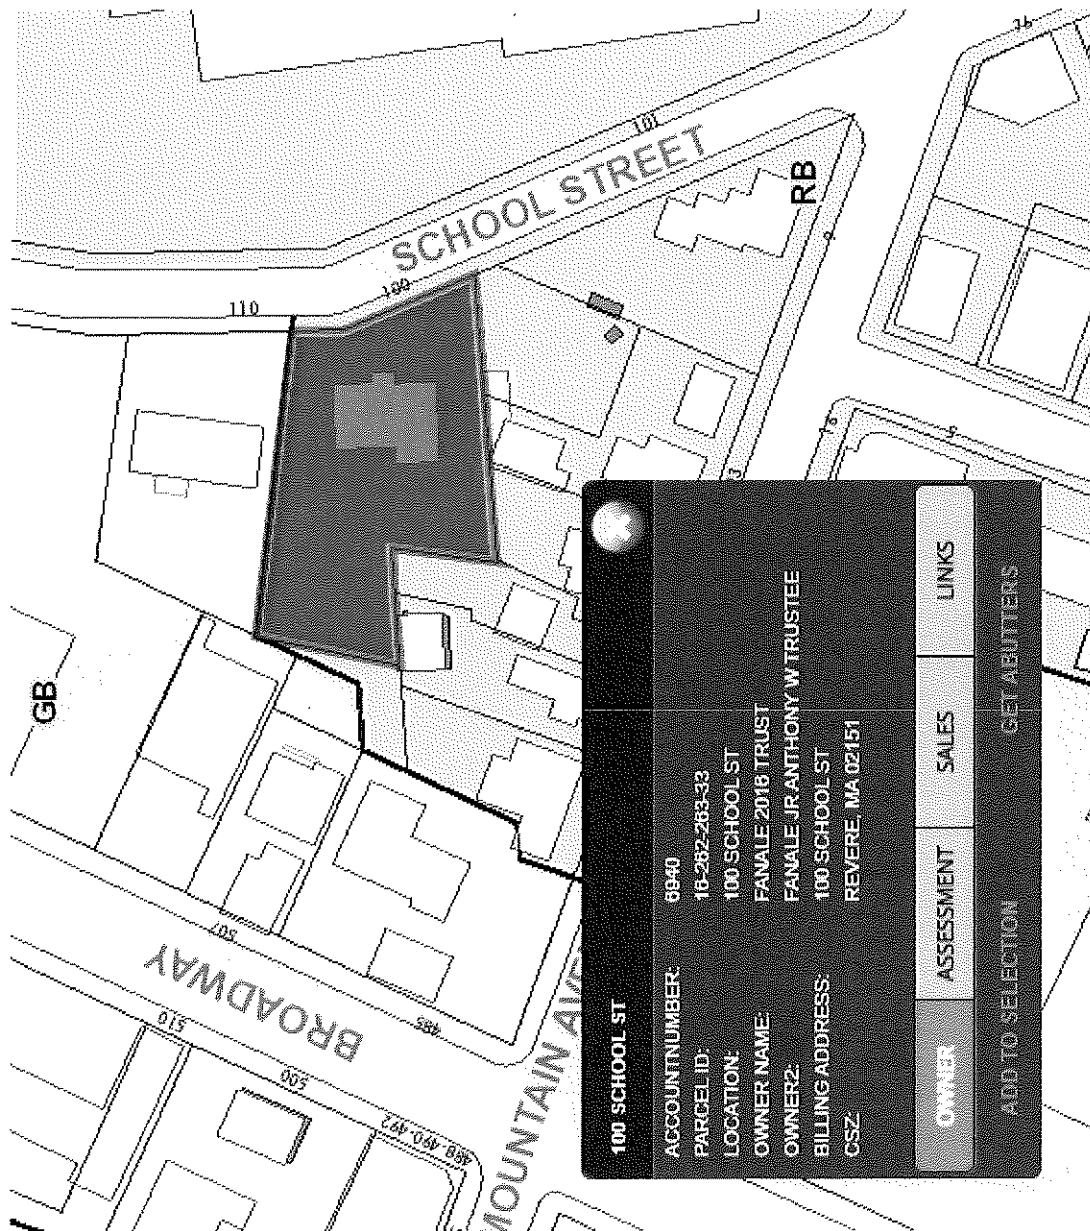 SCHOOL STREET
101
100
110
RB
GB
BROADWAY
507
485
510
500
488-490-492
MOUNTAIN AVE
9
5
100 SCHOOL ST
ACCOUNTNUMBER: 6940
PARCEL ID: 16-262-263-33
LOCATION: 100 SCHOOL ST
OWNER NAME: FANALE 2016 TRUST
OWNER2: FANALE JR ANTHONY W TRUSTEE
BILLING ADDRESS: 100 SCHOOL ST
CSZ: REVERE, MA 02151
OWNER ASSESSMENT SALES LINKS
ADD TO SELECTION GET ABUTTERS